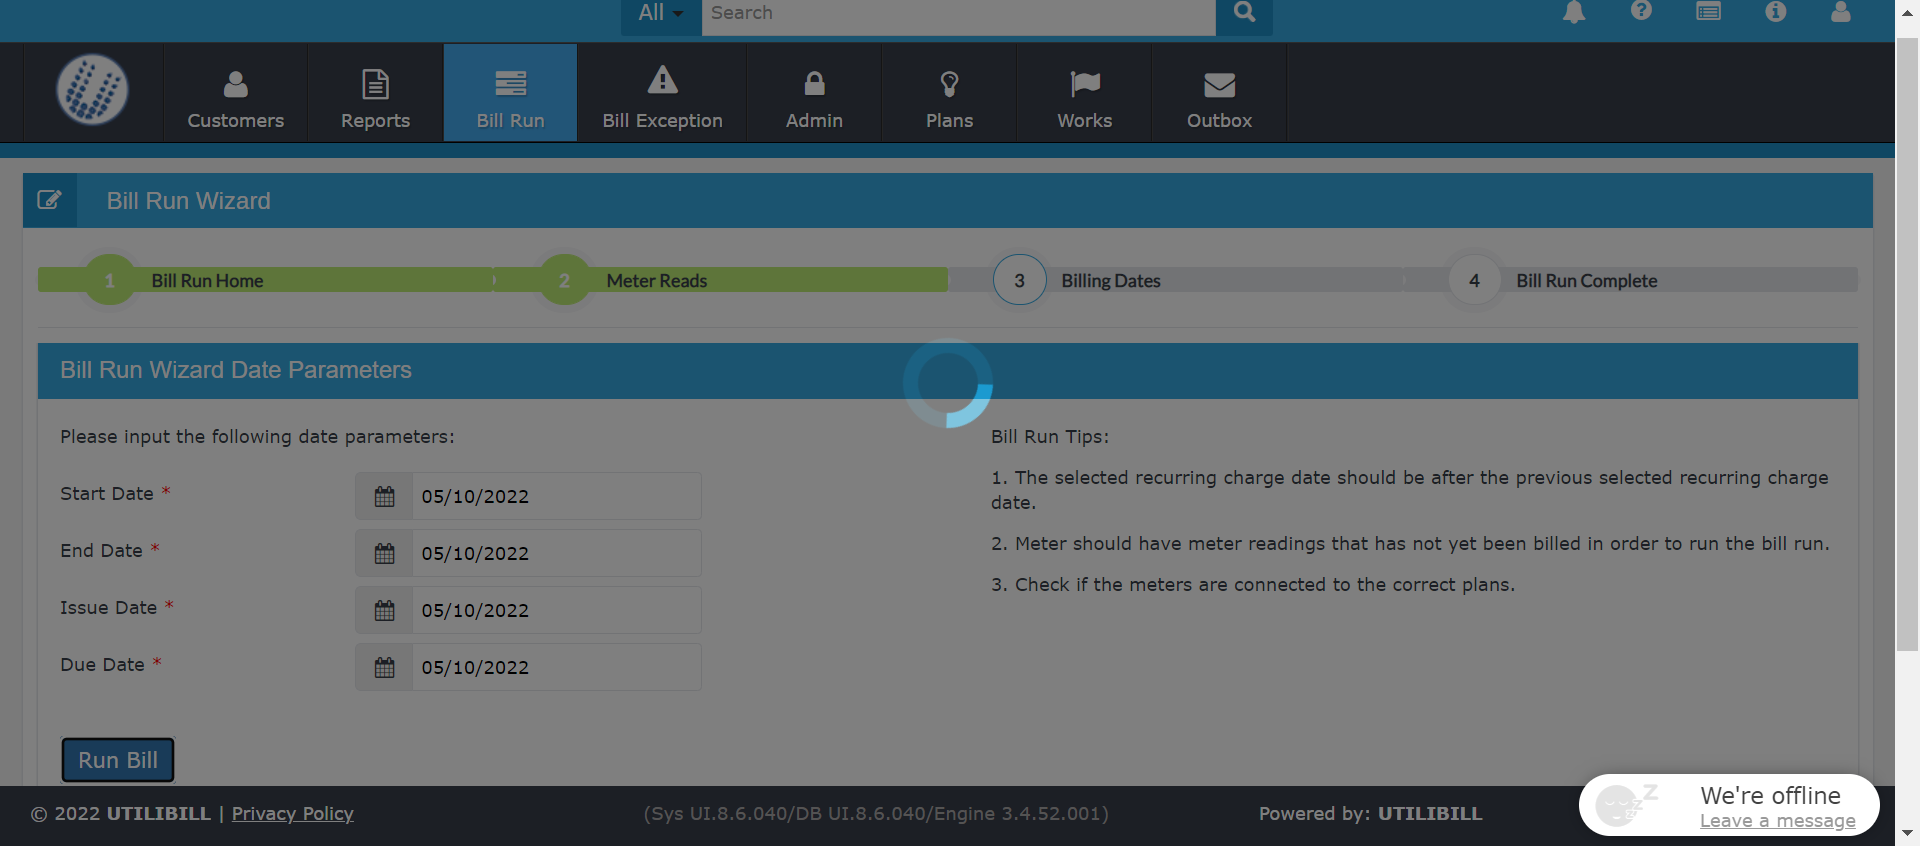 All
Search
Customers
Reports
Bill Run
Bill Exception
Admin
Plans
Works
Outbox
Bill Run Wizard
1 Bill Run Home
2 Meter Reads
3 Billing Dates
4 Bill Run Complete
Bill Run Wizard Date Parameters
Please input the following date parameters:
Start Date * 05/10/2022
End Date * 05/10/2022
Issue Date * 05/10/2022
Due Date * 05/10/2022
Run Bill
Bill Run Tips:
1. The selected recurring charge date should be after the previous selected recurring charge
date.
2. Meter should have meter readings that has not yet been billed in order to run the bill run.
3. Check if the meters are connected to the correct plans.
© 2022 UTILIBILL | Privacy Policy
(Sys UI.8.6.040/DB UI.8.6.040/Engine 3.4.52.001)
Powered by: UTILIBILL
zzZ
We're offline
Leave a message